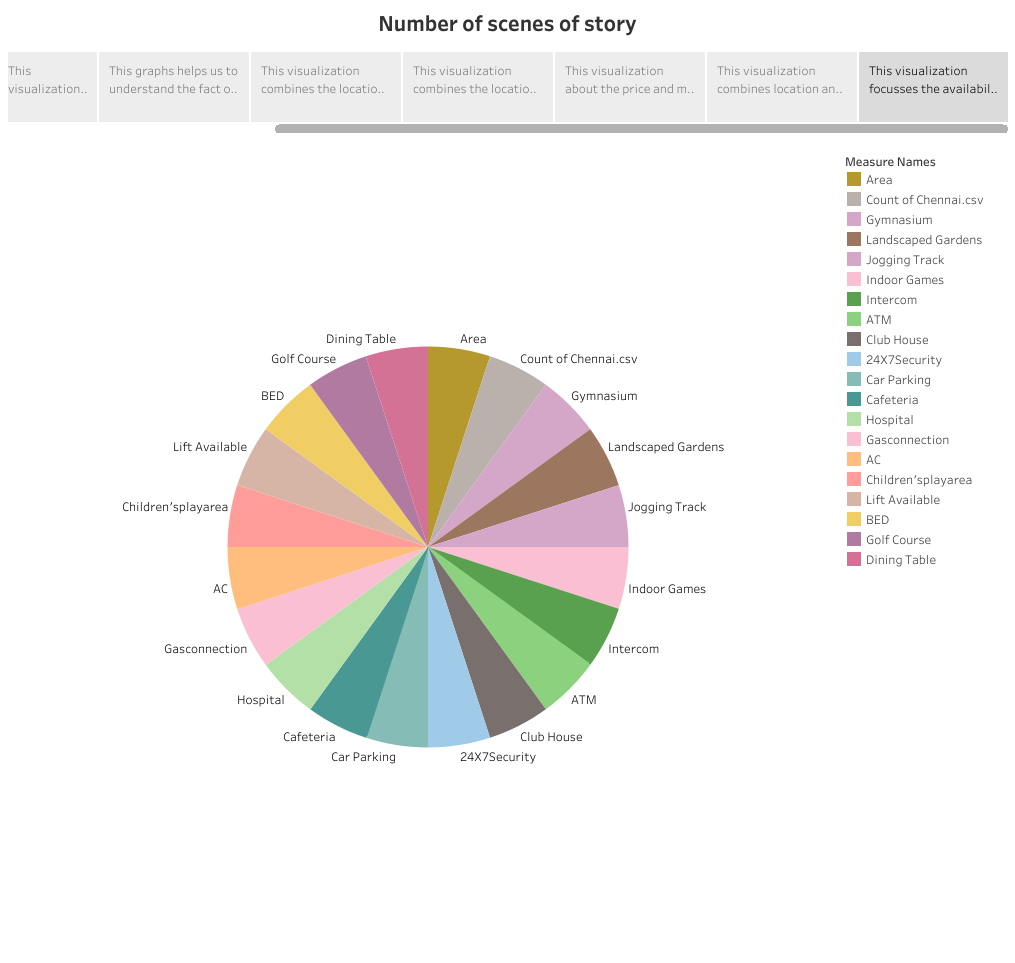 Number of scenes of story
This
visualization..
This graphs helps us to
understand the fact o..
This visualization
combines the locatio..
This visualization
combines the locatio..
This visualization
about the price and m..
This visualization
combines location an..
This visualization
focusses the availabil..
Measure Names
Area
Count of Chennai.csv
Gymnasium
Landscaped Gardens
Jogging Track
Indoor Games
Intercom
ATM
Club House
24X7Security
Car Parking
Cafeteria
Hospital
Gasconnection
AC
Children'splayarea
Lift Available
BED
Golf Course
Dining Table
Dining Table
Area
Golf Course
Count of Chennai.csv
BED
Gymnasium
Lift Available
Landscaped Gardens
Children'splayarea
Jogging Track
AC
Indoor Games
Gasconnection
Intercom
Hospital
ATM
Cafeteria
Club House
Car Parking
24X7Security